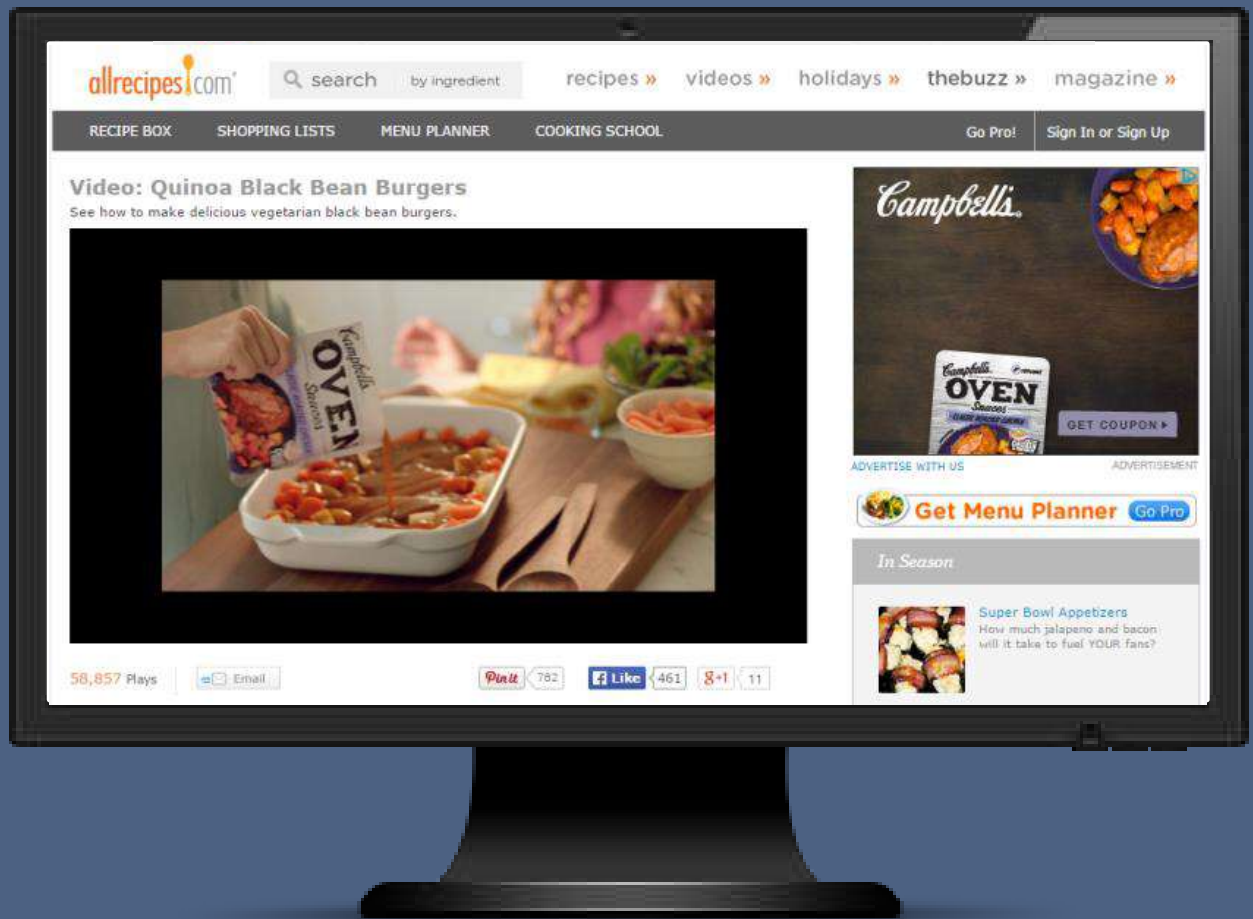 allrecipes.com
search by ingredient
recipes »
videos »
holidays »
thebuzz »
magazine »
RECIPE BOX
SHOPPING LISTS
MENU PLANNER
COOKING SCHOOL
Go Pro!
Sign In or Sign Up
Video: Quinoa Black Bean Burgers
See how to make delicious vegetarian black bean burgers.
Campbell's
OVEN
Sauces
58,857 Plays
Email
Pin it
782
Like
461
g+1
11
Campbell's.
Campbell's
OVEN
Sauces
GET COUPON
ADVERTISE WITH US
ADVERTISEMENT
Get Menu Planner Go Pro
In Season
Super Bowl Appetizers
How much jalapeno and bacon
will it take to fuel YOUR fans?